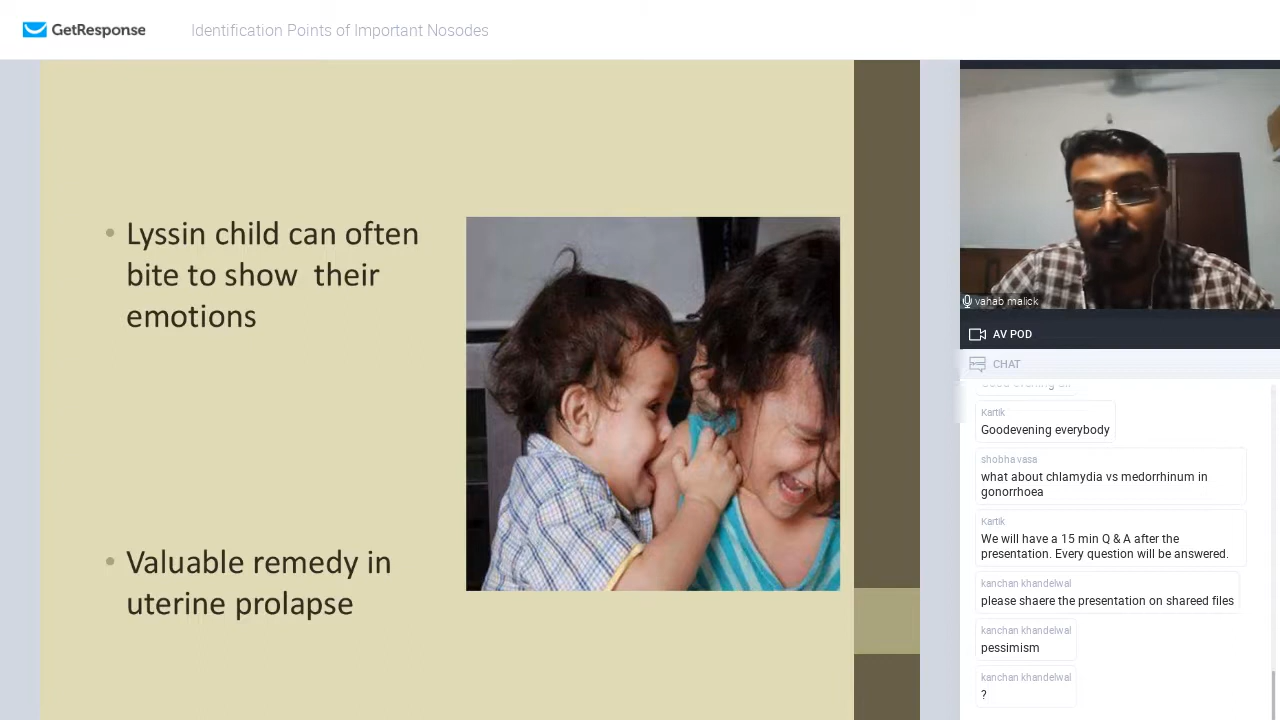 GetResponse
Identification Points of Important Nosodes
• Lyssin child can often
bite to show their
emotions
• Valuable remedy in
uterine prolapse
vahab malick
AV POD
CHAT
Kartik
Goodevening everybody
shobha vasa
what about chlamydia vs medorrhinum in
gonorrhoea
Kartik
We will have a 15 min Q & A after the
presentation. Every question will be answered.
kanchan khandelwal
please shaere the presentation on shareed files
kanchan khandelwal
pessimism
kanchan khandelwal
?